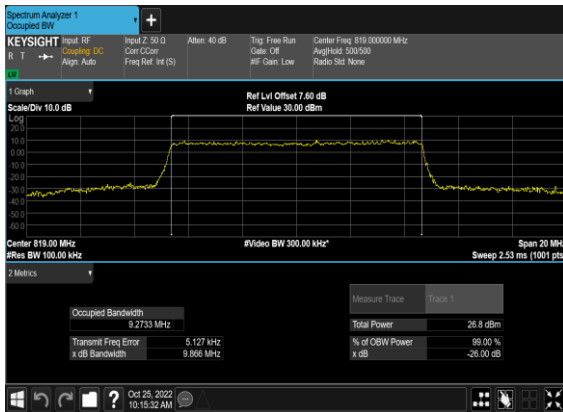 Spectrum Analyzer 1
Occupied BW
+
KEYSIGHT Input: RF Input Z: 50 Ω Atten: 40 dB Trig: Free Run Center Freq: 819.000000 MHz
R T Coupling: DC Corr CCorr Gate: Off Avg|Hold: 500/500
Align: Auto Freq Ref: Int (S) #IF Gain: Low Radio Std: None
1 Graph
Ref Lvl Offset 7.60 dB
Scale/Div 10.0 dB Ref Value 30.00 dBm
Log
20.0
10.0
0.00
-10.0
-20.0
-30.0
-40.0
-50.0
-60.0
Center 819.00 MHz #Video BW 300.00 kHz* Span 20 MHz
#Res BW 100.00 kHz Sweep 2.53 ms (1001 pts
2 Metrics
Measure Trace Trace 1
Occupied Bandwidth
9.2733 MHz Total Power 26.8 dBm
Transmit Freq Error 5.127 kHz % of OBW Power 99.00 %
x dB Bandwidth 9.866 MHz x dB -26.00 dB
? Oct 25, 2022
10:15:32 AM